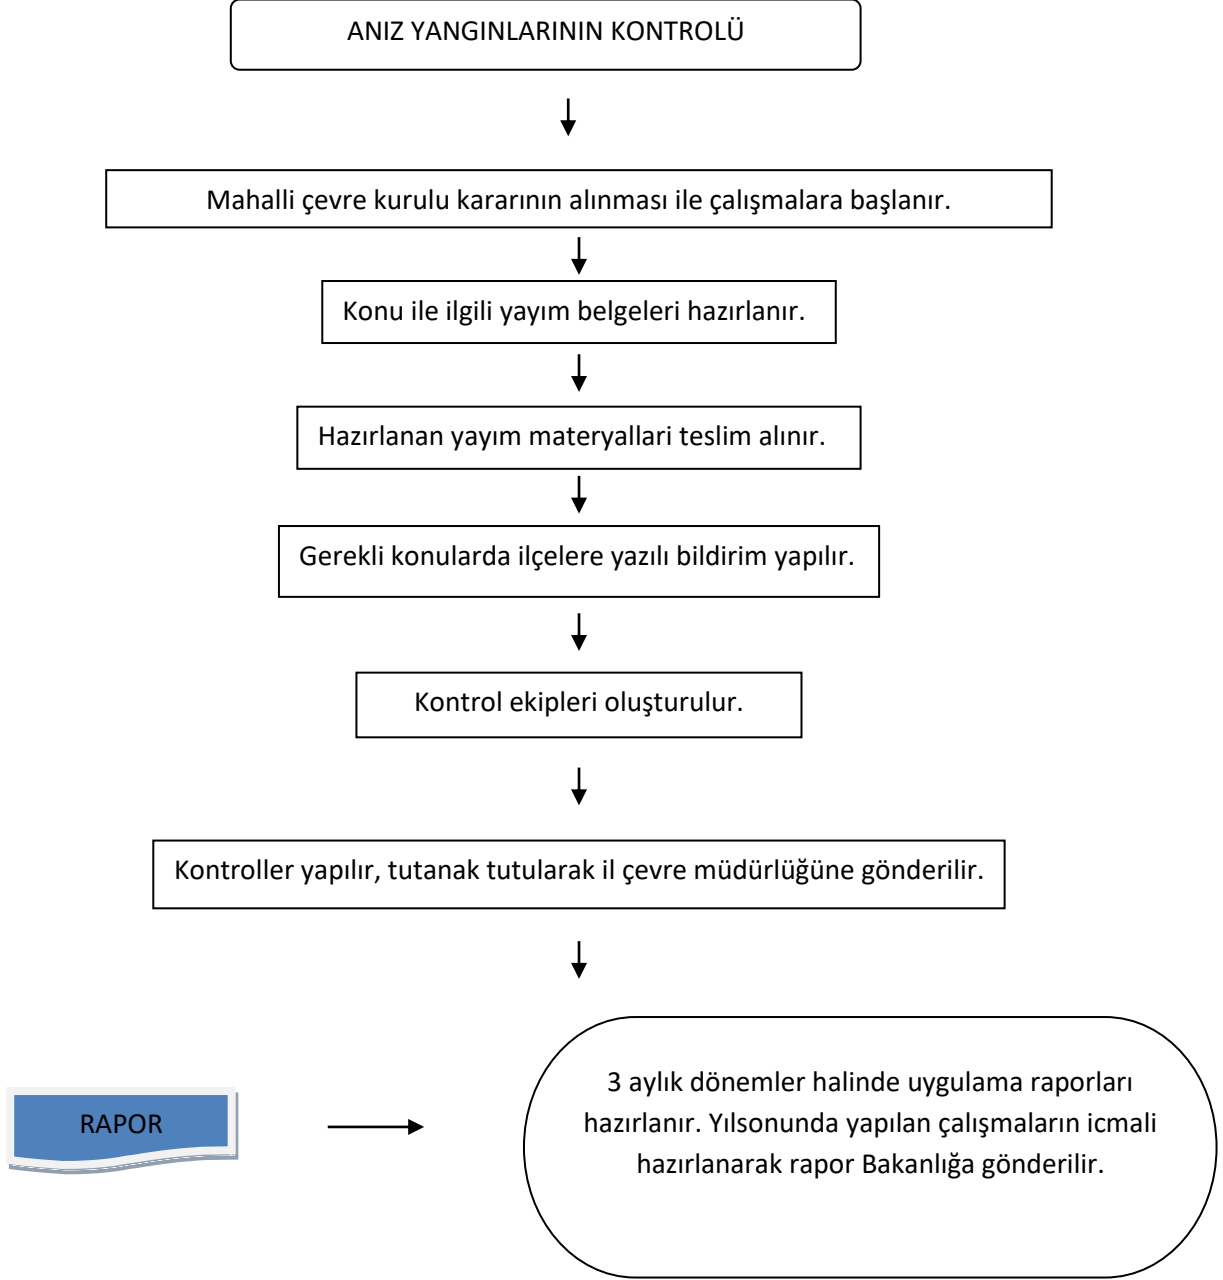 ANIZ YANGINLARININ KONTROLÜ
Mahalli çevre kurulu kararının alınması ile çalışmalara başlanır.
Konu ile ilgili yayım belgeleri hazırlanır.
Hazırlanan yayım materyallari teslim alınır.
Gerekli konularda ilçelere yazılı bildirim yapılır.
Kontrol ekipleri oluşturulur.
Kontroller yapılır, tutanak tutularak il çevre müdürlüğüne gönderilir.
RAPOR
3 aylık dönemler halinde uygulama raporları
hazırlanır. Yılsonunda yapılan çalışmaların icmali
hazırlanarak rapor Bakanlığa gönderilir.